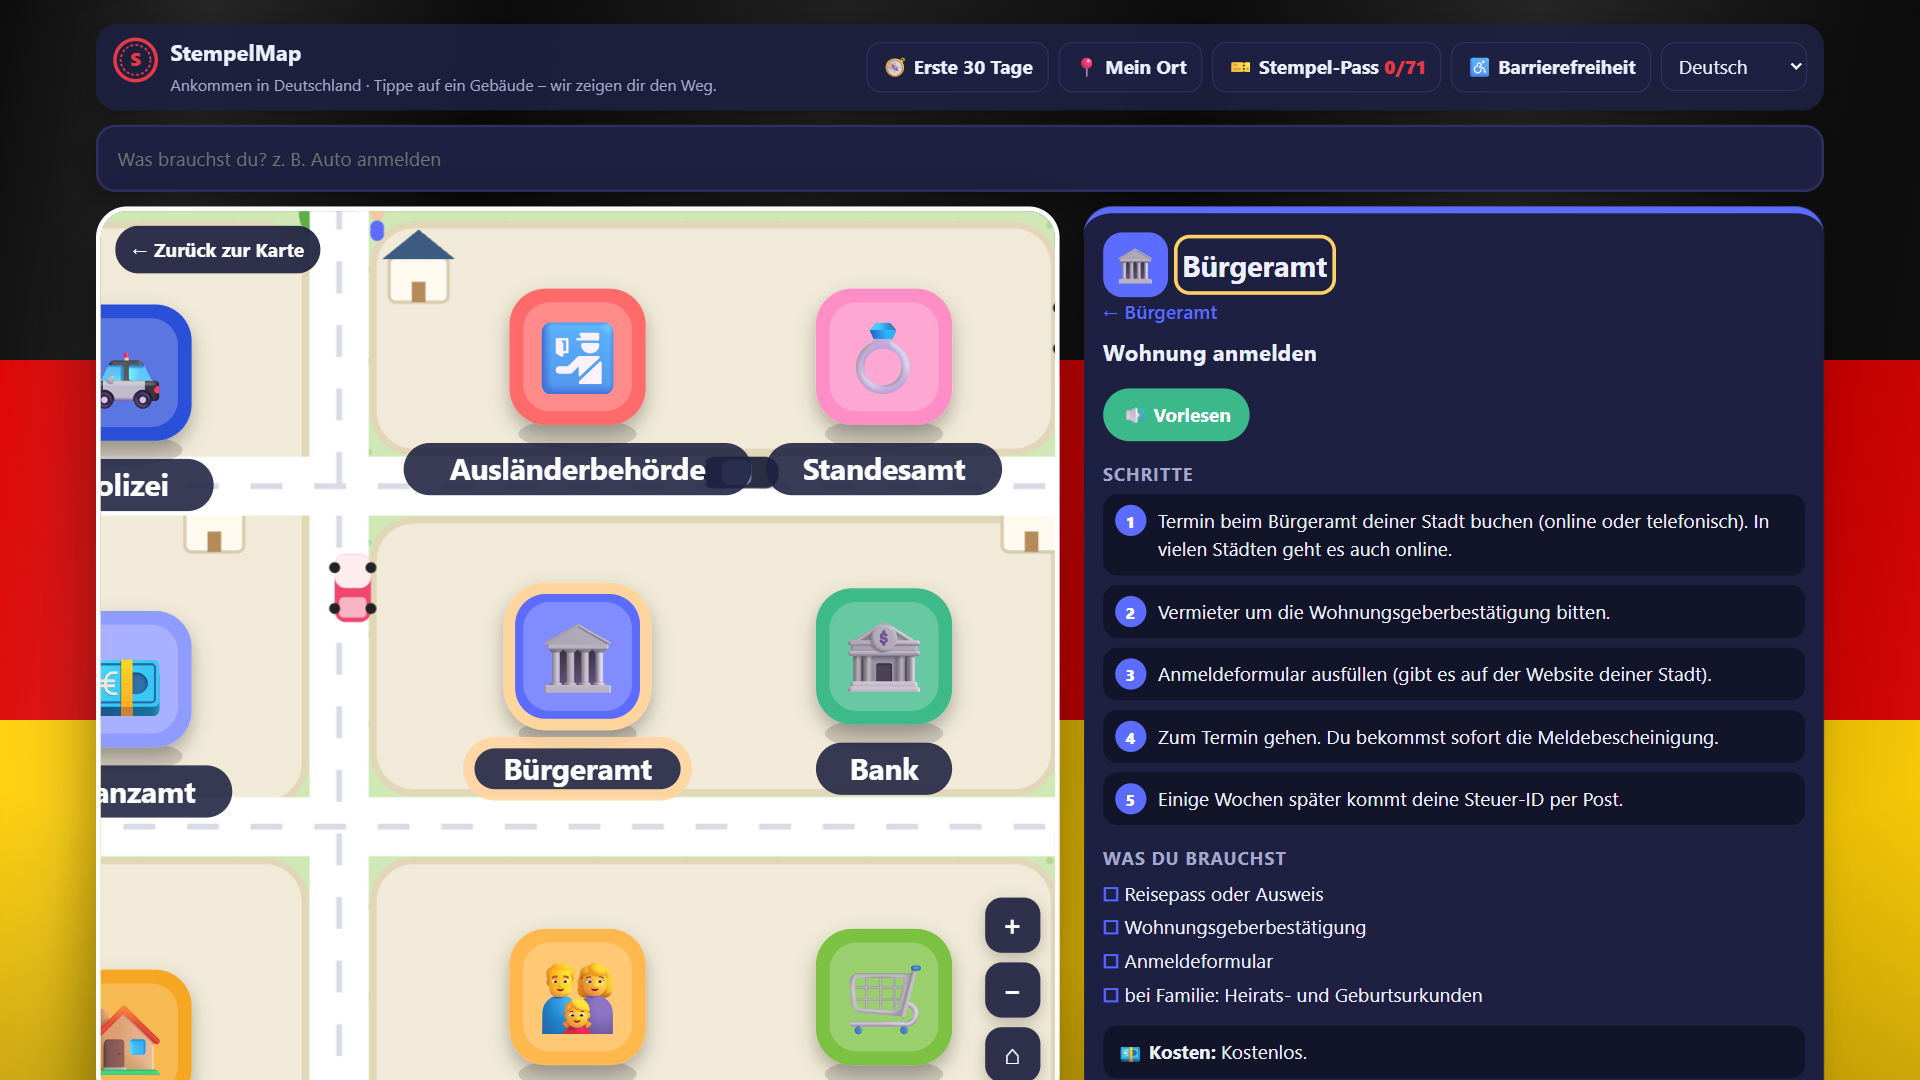 StempelMap
Ankommen in Deutschland · Tippe auf ein Gebäude – wir zeigen dir den Weg.
Erste 30 Tage
Mein Ort
Stempel-Pass 0/71
Barrierefreiheit
Deutsch
Was brauchst du? z. B. Auto anmelden
← Zurück zur Karte
Ausländerbehörde
Standesamt
olizei
Bürgeramt
Bank
anzamt
+
−
Bürgeramt
← Bürgeramt
Wohnung anmelden
Vorlesen
SCHRITTE
1 Termin beim Bürgeramt deiner Stadt buchen (online oder telefonisch). In
vielen Städten geht es auch online.
2 Vermieter um die Wohnungsgeberbestätigung bitten.
3 Anmeldeformular ausfüllen (gibt es auf der Website deiner Stadt).
4 Zum Termin gehen. Du bekommst sofort die Meldebescheinigung.
5 Einige Wochen später kommt deine Steuer-ID per Post.
WAS DU BRAUCHST
Reisepass oder Ausweis
Wohnungsgeberbestätigung
Anmeldeformular
bei Familie: Heirats- und Geburtsurkunden
Kosten: Kostenlos.